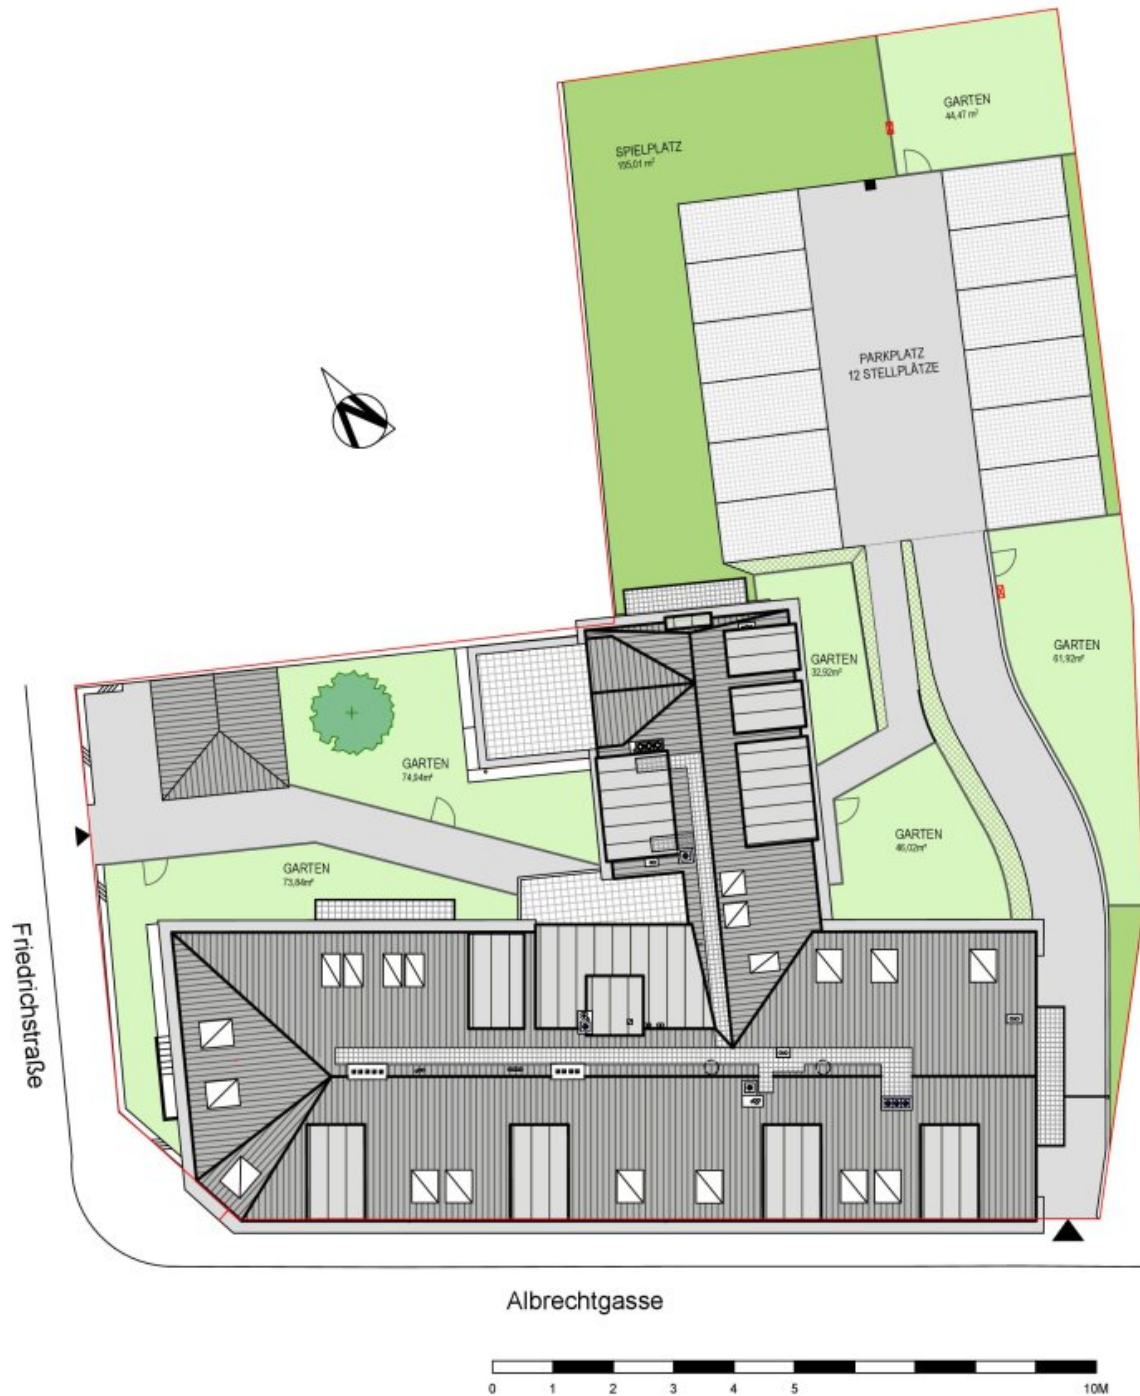 GARTEN
44,47 m²
SPIELPLATZ
155,01 m²
PARKPLATZ
12 STELLPLÄTZE
N
GARTEN
32,92m²
GARTEN
61,92m²
GARTEN
74,94m²
GARTEN
46,02m²
GARTEN
73,84m²
Friedrichstraße
Albrechtgasse
0 1 2 3 4 5 10M